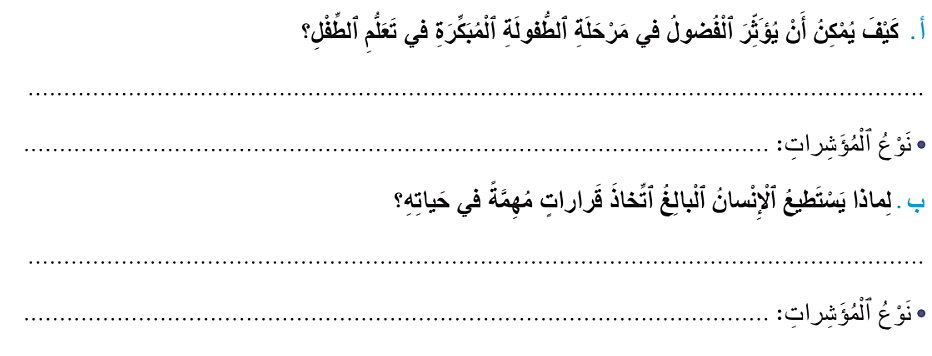 أ. كَيْفَ يُمْكِنُ أَنْ يُؤَثِّرَ ٱلْفُضولُ في مَرْحَلَةِ ٱلطُّفولَةِ ٱلْمُبَكِّرَةِ في تَعَلُّمِ ٱلطِّفْلِ؟
................................................................................
• نَوْعُ ٱلْمُؤَشِراتِ: ................................................................................
ب. لِماذا يَسْتَطيعُ ٱلْإِنْسانُ ٱلْبالِغُ ٱتِّخاذَ قَراراتٍ مُهِمَّةً في حَياتِهِ؟
................................................................................
• نَوْعُ ٱلْمُؤَشِراتِ: ................................................................................